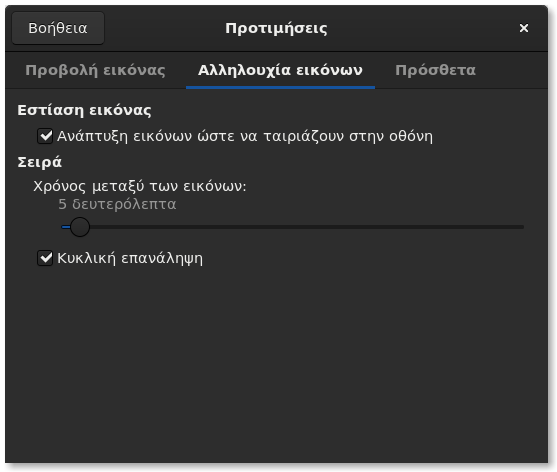 Βοήθεια
Προτιμήσεις
Προβολή εικόνας
Αλληλουχία εικόνων
Πρόσθετα
Εστίαση εικόνας
Ανάπτυξη εικόνων ώστε να ταιριάζουν στην οθόνη
Σειρά
Χρόνος μεταξύ των εικόνων:
5 δευτερόλεπτα
Κυκλική επανάληψη